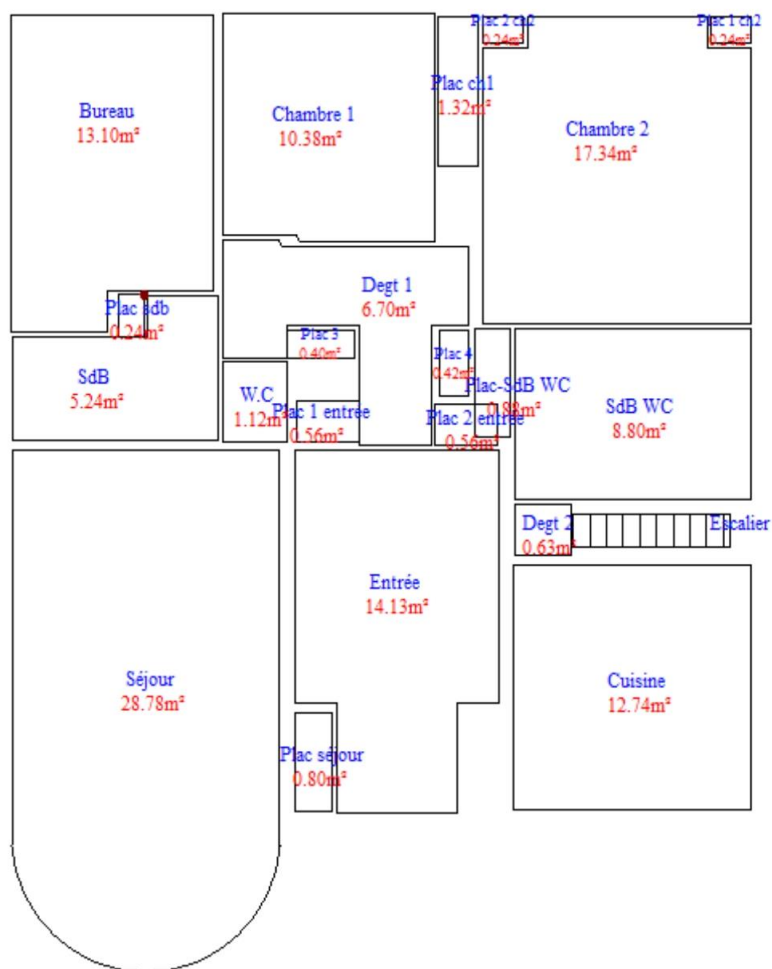 Plac 2 ch2
0.24m²
Plac 1 ch2
0.24m²
Bureau
13.10m²
Chambre 1
10.38m²
Plac ch1
1.32m²
Chambre 2
17.34m²
Degt 1
6.70m²
Plac sdb
0.24m²
Plac 3
0.40m²
Plac 4
0.42m²
SdB
5.24m²
W.C
1.12m²
Plac-SdB WC
0.88m²
SdB WC
8.80m²
Plac 1 entrée
0.56m²
Plac 2 entrée
0.56m²
Degt 2
0.63m²
Escalier
Entrée
14.13m²
Séjour
28.78m²
Cuisine
12.74m²
Plac séjour
0.80m²